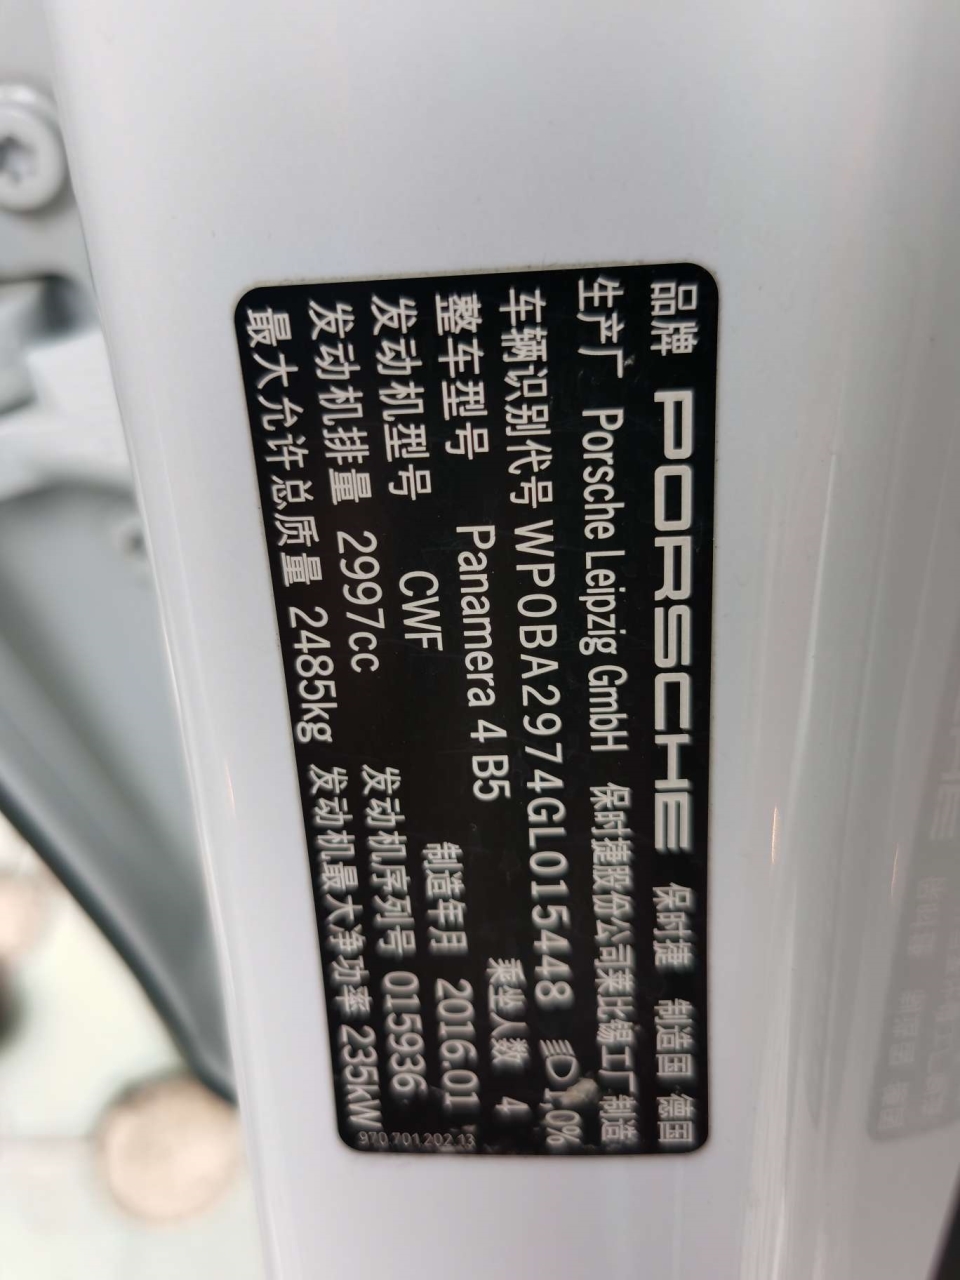 品牌 PORSCHE 保时捷 制造国 德国
生产厂 Porsche Leipzig GmbH 保时捷股份公司莱比锡工厂制造
车辆识别代号 WP0BA2974GL015448 1,0%
整车型号 Panamera 4 B5 乘坐人数 4
发动机型号 CWF 制造年月 2016.01
发动机排量 2997cc 发动机序列号 015936
最大允许总质量 2485kg 发动机最大净功率 235kW
970.701.202.13